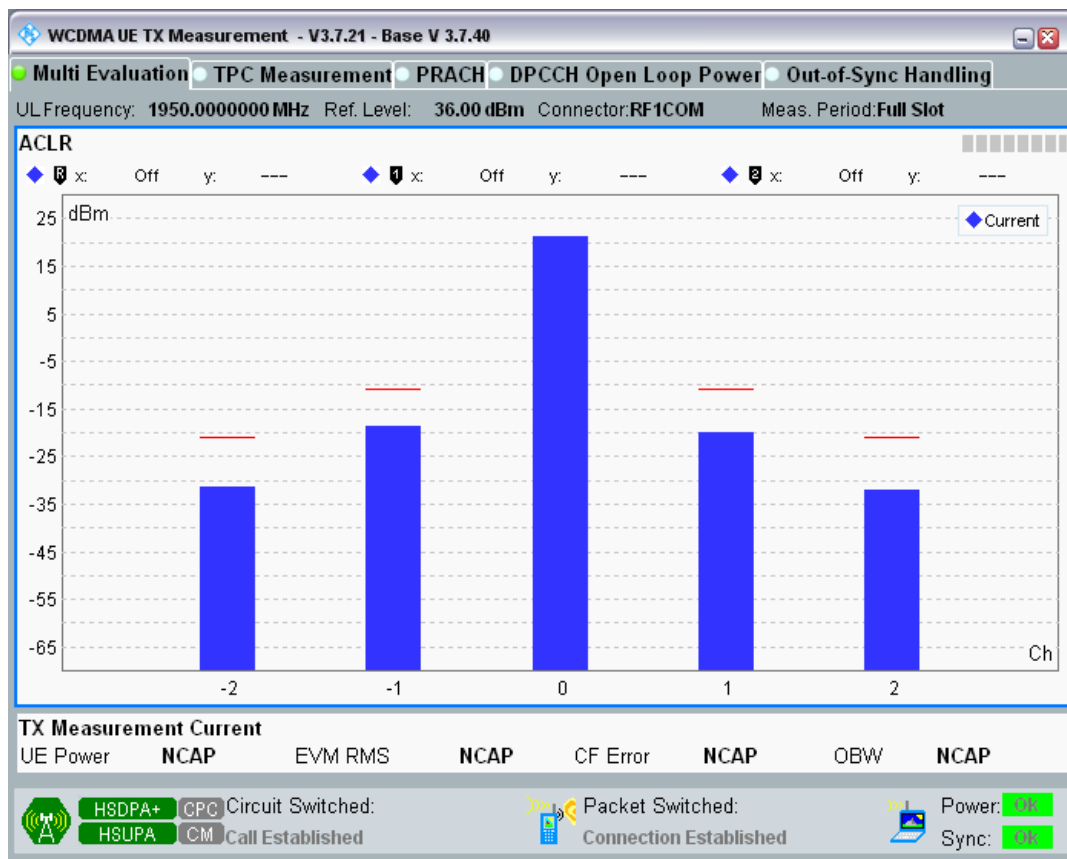 WCDMA UE TX Measurement - V3.7.21 - Base V 3.7.40
Multi Evaluation TPC Measurement PRACH DPCCH Open Loop Power Out-of-Sync Handling
UL Frequency: 1950.0000000 MHz Ref. Level: 36.00 dBm Connector:RF1COM Meas. Period:Full Slot
ACLR
R x: Off y: --- 1 x: Off y: --- 2 x: Off y: ---
dBm
Current
25
15
5
-5
-15
-25
-35
-45
-55
-65
Ch
-2 -1 0 1 2
TX Measurement Current
UE Power NCAP EVM RMS NCAP CF Error NCAP OBW NCAP
HSDPA+ CPC Circuit Switched: Packet Switched: Power: Ok
HSUPA CM Call Established Connection Established Sync: Ok